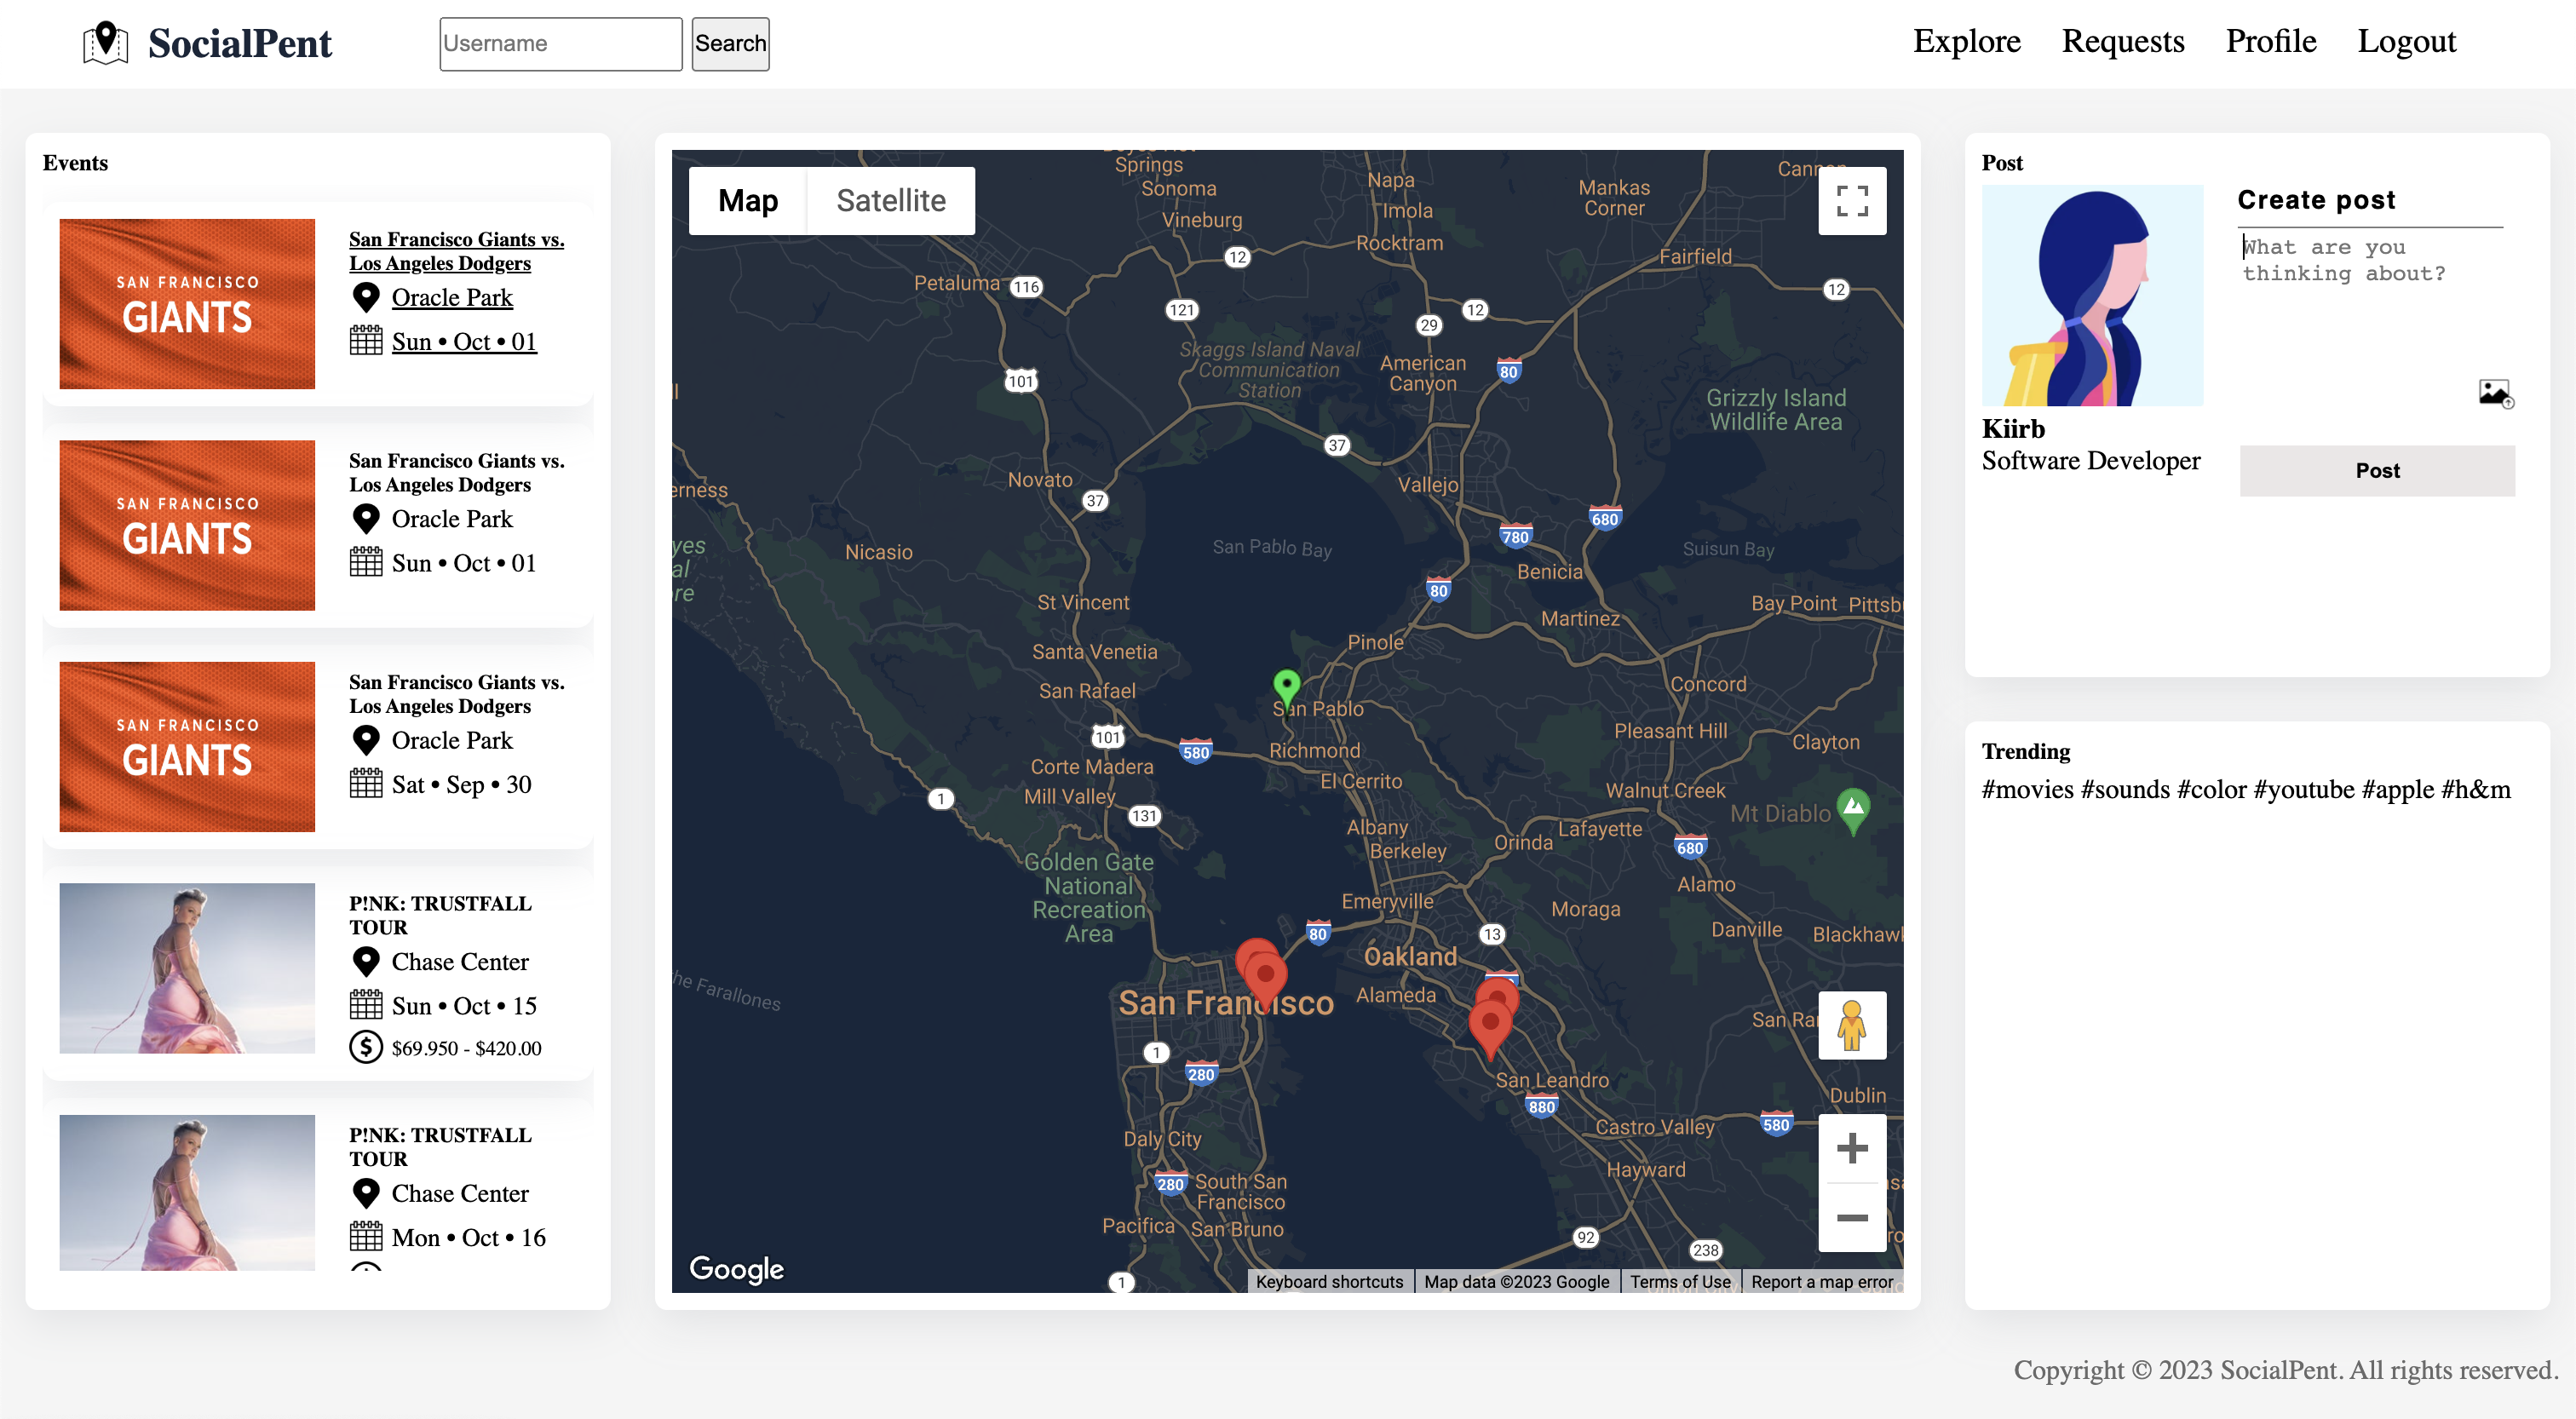 SocialPent
Username
Search
Explore
Requests
Profile
Logout
Events
SAN FRANCISCO
GIANTS
San Francisco Giants vs.
Los Angeles Dodgers
Oracle Park
Sun • Oct • 01
SAN FRANCISCO
GIANTS
San Francisco Giants vs.
Los Angeles Dodgers
Oracle Park
Sun • Oct • 01
SAN FRANCISCO
GIANTS
San Francisco Giants vs.
Los Angeles Dodgers
Oracle Park
Sat • Sep • 30
P!NK: TRUSTFALL
TOUR
Chase Center
Sun • Oct • 15
$69.950 - $420.00
P!NK: TRUSTFALL
TOUR
Chase Center
Mon • Oct • 16
Map
Satellite
Springs
Sonoma
Vineburg
Napa
Imola
Rocktram
Mankas
Corner
Fairfield
12
Petaluma
116
121
12
29
12
Skaggs Island Naval
Communication
Station
American
Canyon
80
101
Grizzly Island
Wildlife Area
37
Novato
37
Vallejo
680
780
Nicasio
San Pablo Bay
Suisun Bay
Benicia
80
St Vincent
Bay Point
Martinez
Pinole
Santa Venetia
San Rafael
Concord
San Pablo
101
580
Richmond
Pleasant Hill
Clayton
Corte Madera
El Cerrito
Mill Valley
1
131
Walnut Creek
Mt Diablo
Albany
Berkeley
Orinda
Lafayette
680
Golden Gate
National
Recreation
Area
Alamo
Emeryville
Moraga
80
13
Danville
Oakland
San Francisco
Alameda
1
280
San Leandro
880
Dublin
Castro Valley
580
Daly City
Hayward
280
South San
Francisco
Pacifica
San Bruno
92
238
1
Google
Keyboard shortcuts
Map data ©2023 Google
Terms of Use
Report a map error
Post
Create post
What are you
thinking about?
Kiirb
Software Developer
Post
Trending
#movies #sounds #color #youtube #apple #h&m
Copyright © 2023 SocialPent. All rights reserved.